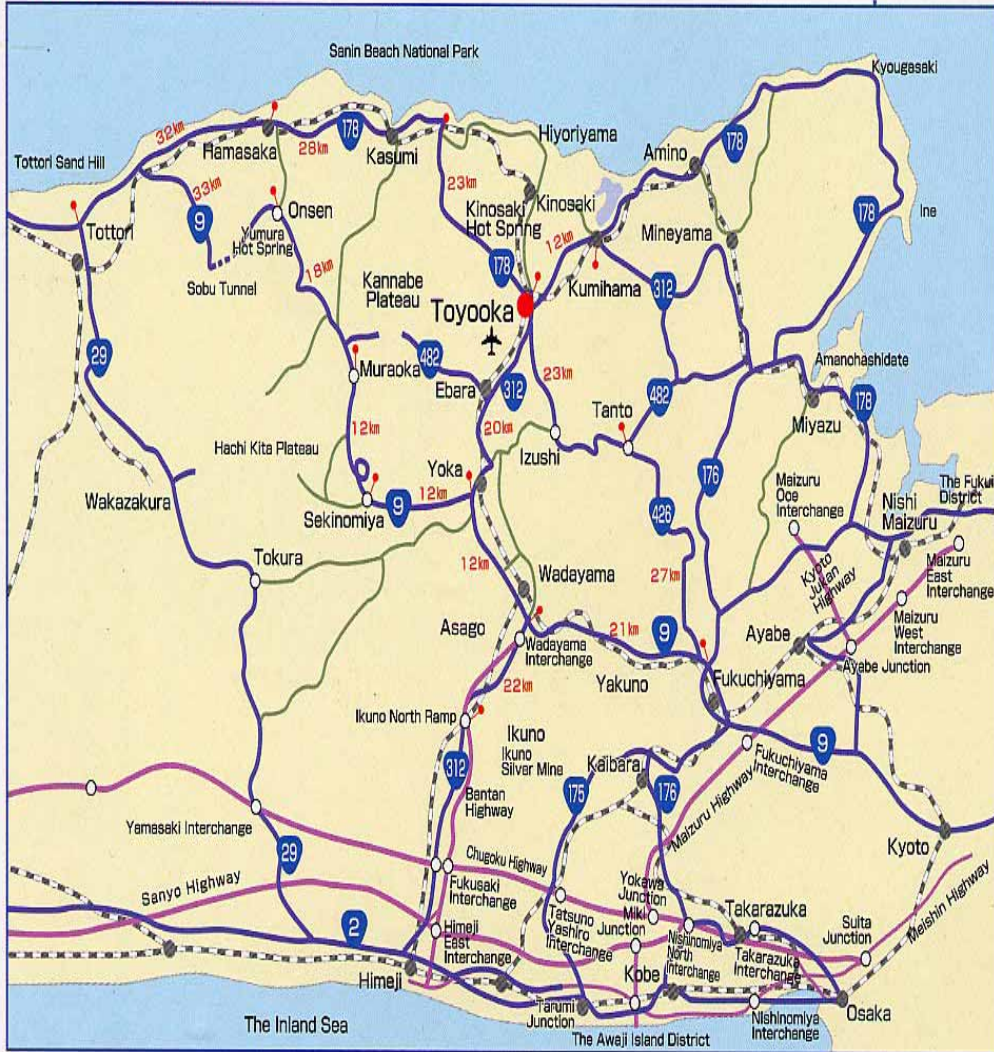 Sanin Beach National Park
Kyougasaki
32km
178
Hiyoriyama
Hamasaka
28km
Kasumi
Amino
178
Tottori Sand Hill
33km
23km
Kinosaki
Onsen
Kinosaki
Hot Spring
Ine
9
12km
Mineyama
178
Tottori
Yumura
Hot Spring
18km
178
Kumihama
312
Sobu Tunnel
Kannabe
Plateau
Toyooka
29
482
Amanohashidate
Muraoka
Ebara
312
23km
482
178
Tanto
Miyazu
12km
20km
Hachi Kita Plateau
Izushi
Yoka
176
Maizuru
Ooe
Interchange
The Fukui
District
Wakazakura
12km
Nishi
Maizuru
Sekinomiya
9
426
Tokura
12km
Wadayama
27km
Kyoto
Jukan
Highway
Maizuru
East
Interchange
Asago
21km
9
Ayabe
Maizuru
West
Interchange
Wadayama
Interchange
Ayabe Junction
22km
Yakuno
Fukuchiyama
Ikuno North Ramp
Ikuno
Ikuno
Silver Mine
9
312
Kaibara
Fukuchiyama
Interchange
Bantan
Highway
175
176
Maizuru Highway
Yamasaki Interchange
Kyoto
29
Chugoku Highway
Sanyo Highway
Fukusaki
Interchange
Yokawa
Junction
Meishin Highway
2
Himeji
East
Interchange
Tatsuno
Yashiro
Interchange
Miki
Junction
Takarazuka
Suita
Junction
Nishinomiya
North
Interchange
Takarazuka
Interchange
Himeji
Kobe
Tarumi
Junction
Osaka
The Inland Sea
The Awaji Island District
Nishinomiya
Interchange